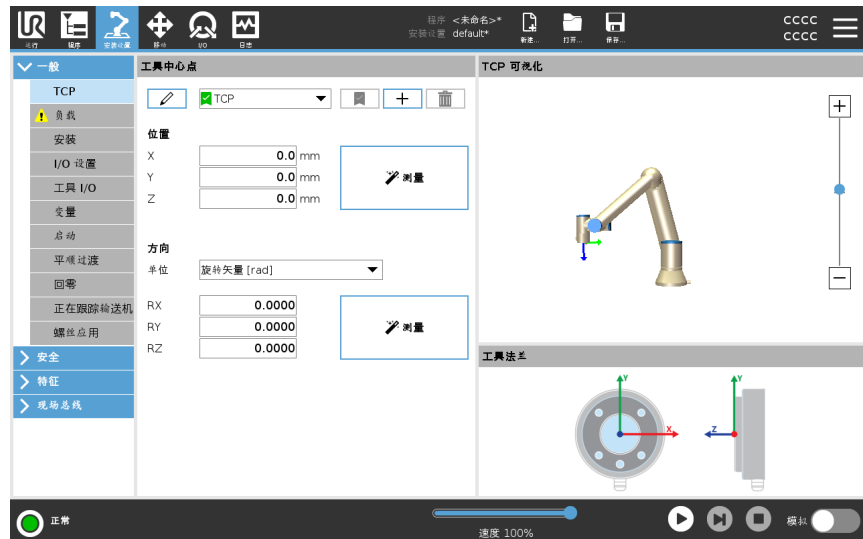 运行 程序 安装设置 移动 I/O 日志
程序 <未命名>*
安装设置 default*
新建... 打开... 保存...
cccc
cccc
一般
TCP
负载
安装
I/O 设置
工具 I/O
变量
启动
平顺过渡
回零
正在跟踪输送机
螺丝应用
安全
特征
现场总线
工具中心点
TCP
位置
X 0.0 mm
Y 0.0 mm
Z 0.0 mm
测量
方向
单位 旋转矢量 [rad]
RX 0.0000
RY 0.0000
RZ 0.0000
测量
TCP 可视化
工具法兰
Y
X
Y
Z
正常
速度 100%
模拟